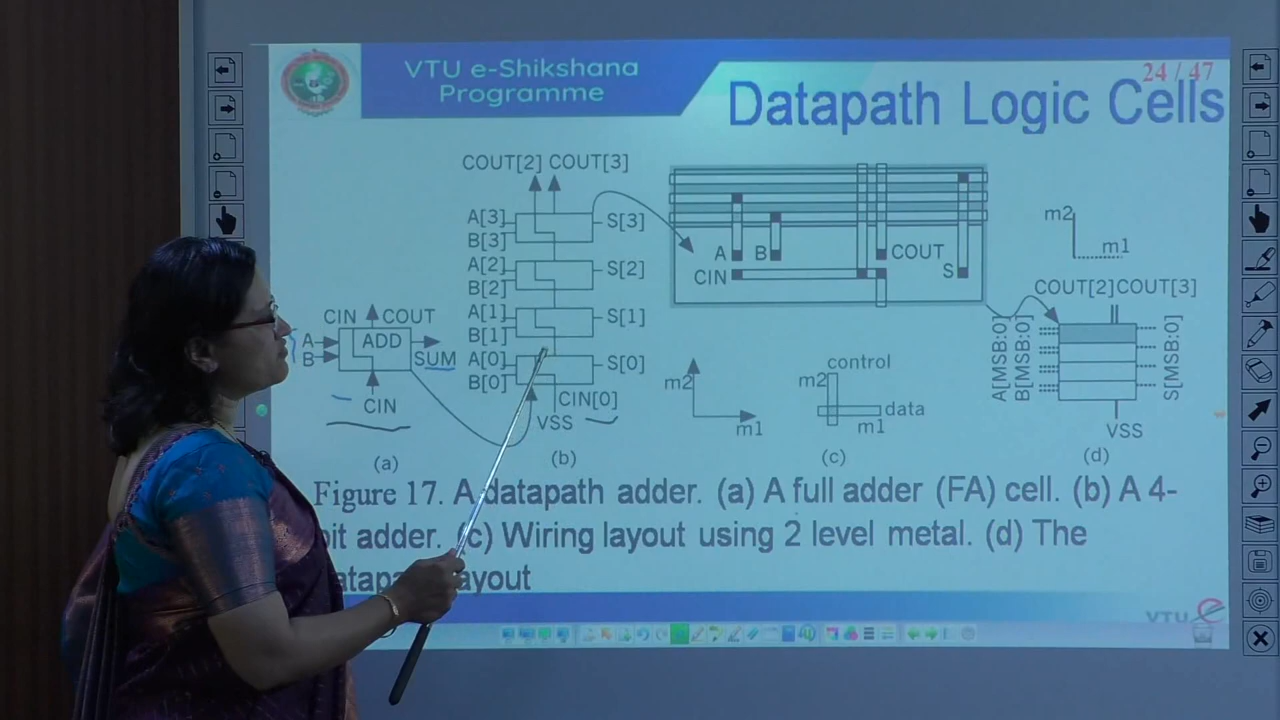 VTU e-Shikshana
Programme
24 / 47
Datapath Logic Cells
COUT[2] COUT[3]
A[3]
B[3]
S[3]
A[2]
B[2]
S[2]
A[1]
B[1]
S[1]
A[0]
B[0]
S[0]
CIN[0]
VSS
CIN COUT
A
B
ADD
SUM
CIN
A
B
COUT
CIN
S
m2
m1
control
m2
data
m1
m2
m1
COUT[2] COUT[3]
A[MSB:0]
B[MSB:0]
S[MSB:0]
VSS
(a)
(b)
(c)
(d)
Figure 17. A datapath adder. (a) A full adder (FA) cell. (b) A 4-
bit adder. (c) Wiring layout using 2 level metal. (d) The
datapath layout
VTU